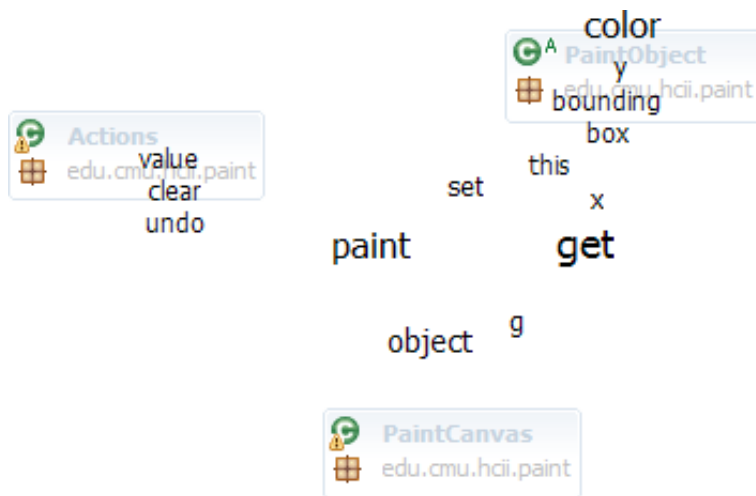 color
A PaintObject
y
edu.cmu.hcii.paint
bounding
box
Actions
value
edu.cmu.hcii.paint
clear
undo
this
set
x
paint
get
g
object
PaintCanvas
edu.cmu.hcii.paint